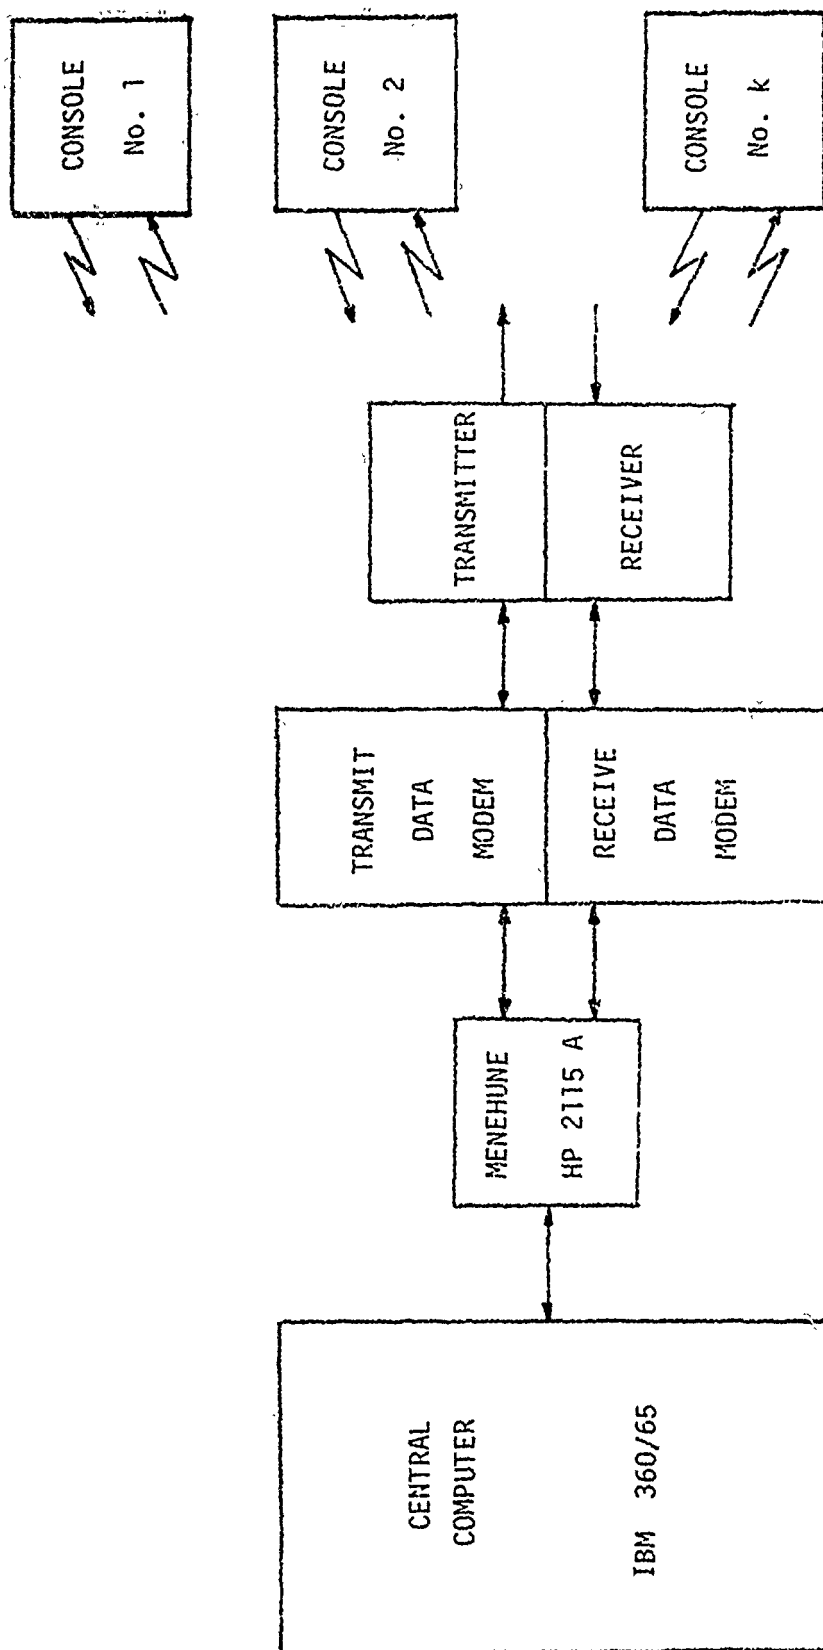 CONSOLE
No. 1
CONSOLE
No. 2
CONSOLE
No. k
TRANSMITTER
RECEIVER
TRANSMIT
DATA
MODEM
RECEIVE
DATA
MODEM
MENEHUNE
HP 2115 A
CENTRAL
COMPUTER
IBM 360/65